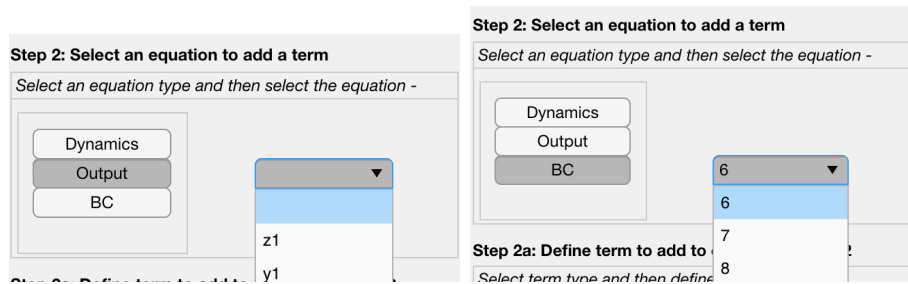 Step 2: Select an equation to add a term
Select an equation type and then select the equation -
Dynamics
Output
BC
z1
y1
Step 2: Select an equation to add a term
Select an equation type and then select the equation -
Dynamics
Output
BC
6
6
7
8
Step 2a: Define term to add to
Select term type and then define